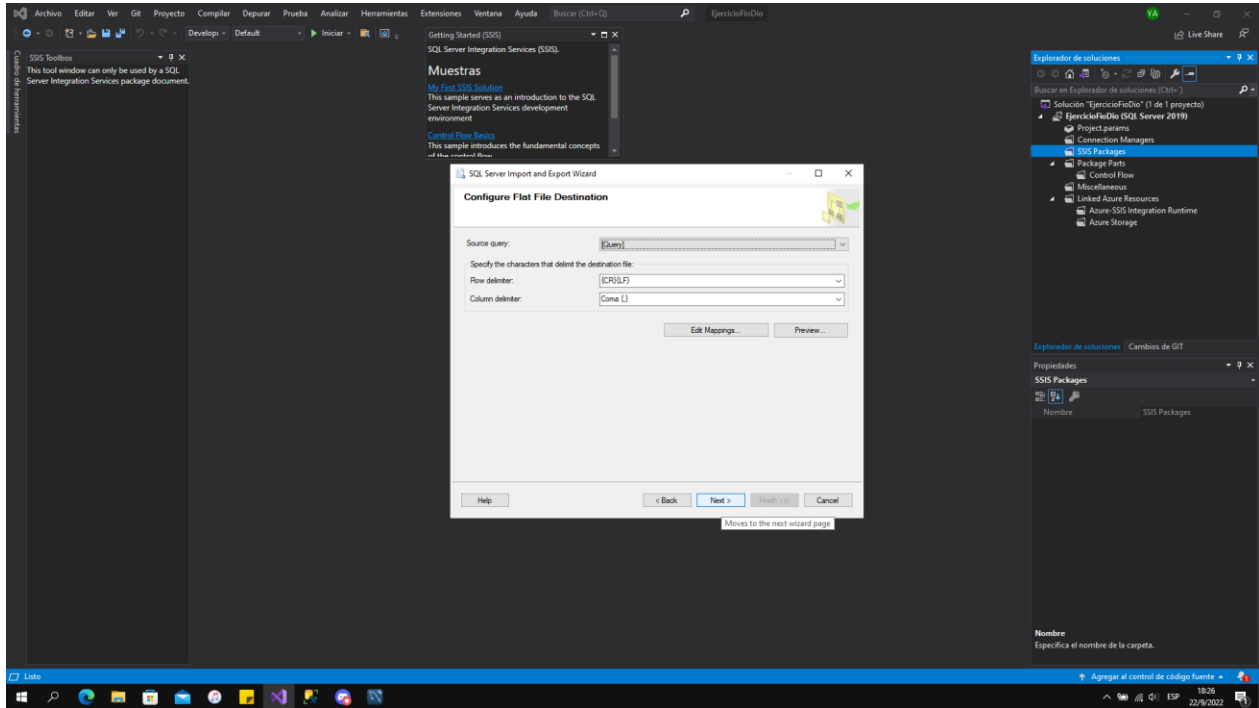 Archivo Editar Ver Git Proyecto Compilar Depurar Prueba Analizar Herramientas Extensiones Ventana Ayuda Buscar (Ctrl+Q) EjercicioFioDio YA
Developi Default Iniciar Live Share
Cuadro de herramientas
SSIS Toolbox
This tool window can only be used by a SQL
Server Integration Services package document.
Getting Started (SSIS)
SQL Server Integration Services (SSIS).
Muestras
My First SSIS Solution
This sample serves as an introduction to the SQL
Server Integration Services development
environment
Control Flow Basics
This sample introduces the fundamental concepts
of the control flow
SQL Server Import and Export Wizard
Configure Flat File Destination
Source query: [Query]
Specify the characters that delimit the destination file:
Row delimiter: {CR}{LF}
Column delimiter: Coma {,}
Edit Mappings... Preview...
Help < Back Next > Finish >>| Cancel
Moves to the next wizard page
Explorador de soluciones
Buscar en Explorador de soluciones (Ctrl+´)
Solución "EjercicioFioDio" (1 de 1 proyecto)
EjercicioFioDio (SQL Server 2019)
Project.params
Connection Managers
SSIS Packages
Package Parts
Control Flow
Miscellaneous
Linked Azure Resources
Azure-SSIS Integration Runtime
Azure Storage
Explorador de soluciones Cambios de GIT
Propiedades
SSIS Packages
Nombre SSIS Packages
Nombre
Especifica el nombre de la carpeta.
Listo Agregar al control de código fuente
ESP 18:26
22/9/2022